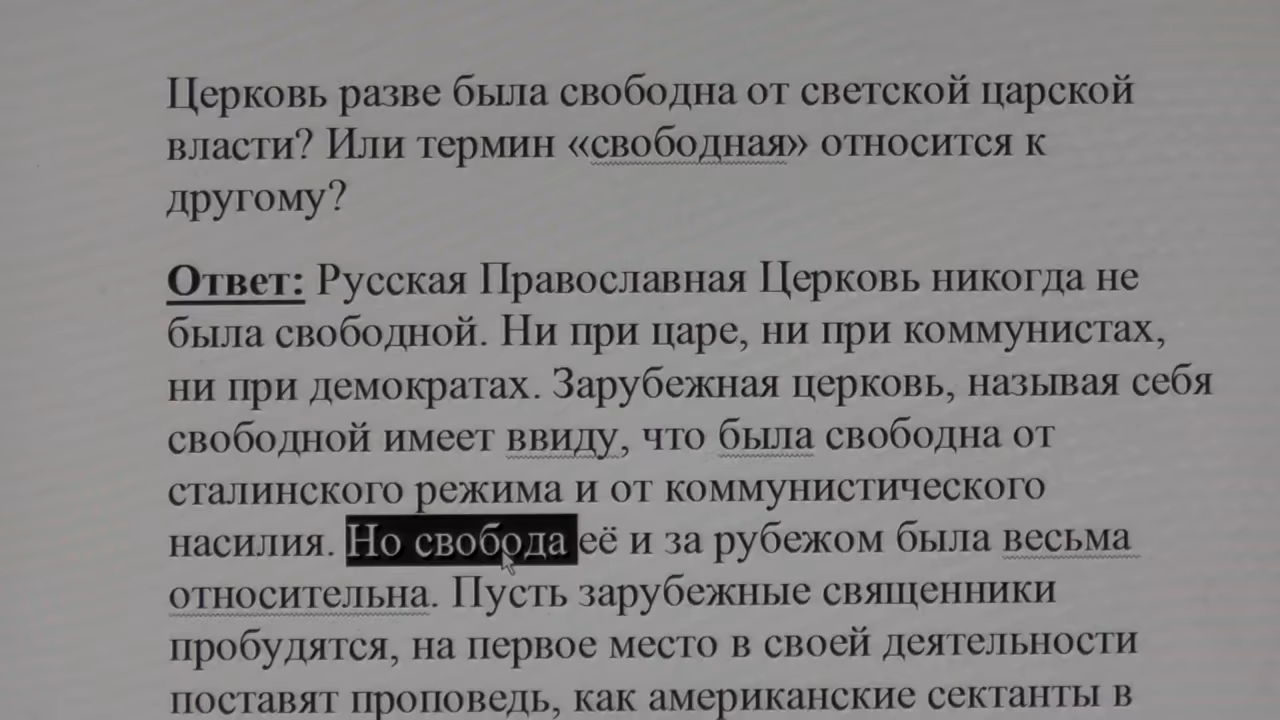 Церковь разве была свободна от светской царской
власти? Или термин «свободная» относится к
другому?
Ответ: Русская Православная Церковь никогда не
была свободной. Ни при царе, ни при коммунистах,
ни при демократах. Зарубежная церковь, называя себя
свободной имеет ввиду, что была свободна от
сталинского режима и от коммунистического
насилия. Но свобода её и за рубежом была весьма
относительна. Пусть зарубежные священники
пробудятся, на первое место в своей деятельности
поставят проповедь, как американские сектанты в